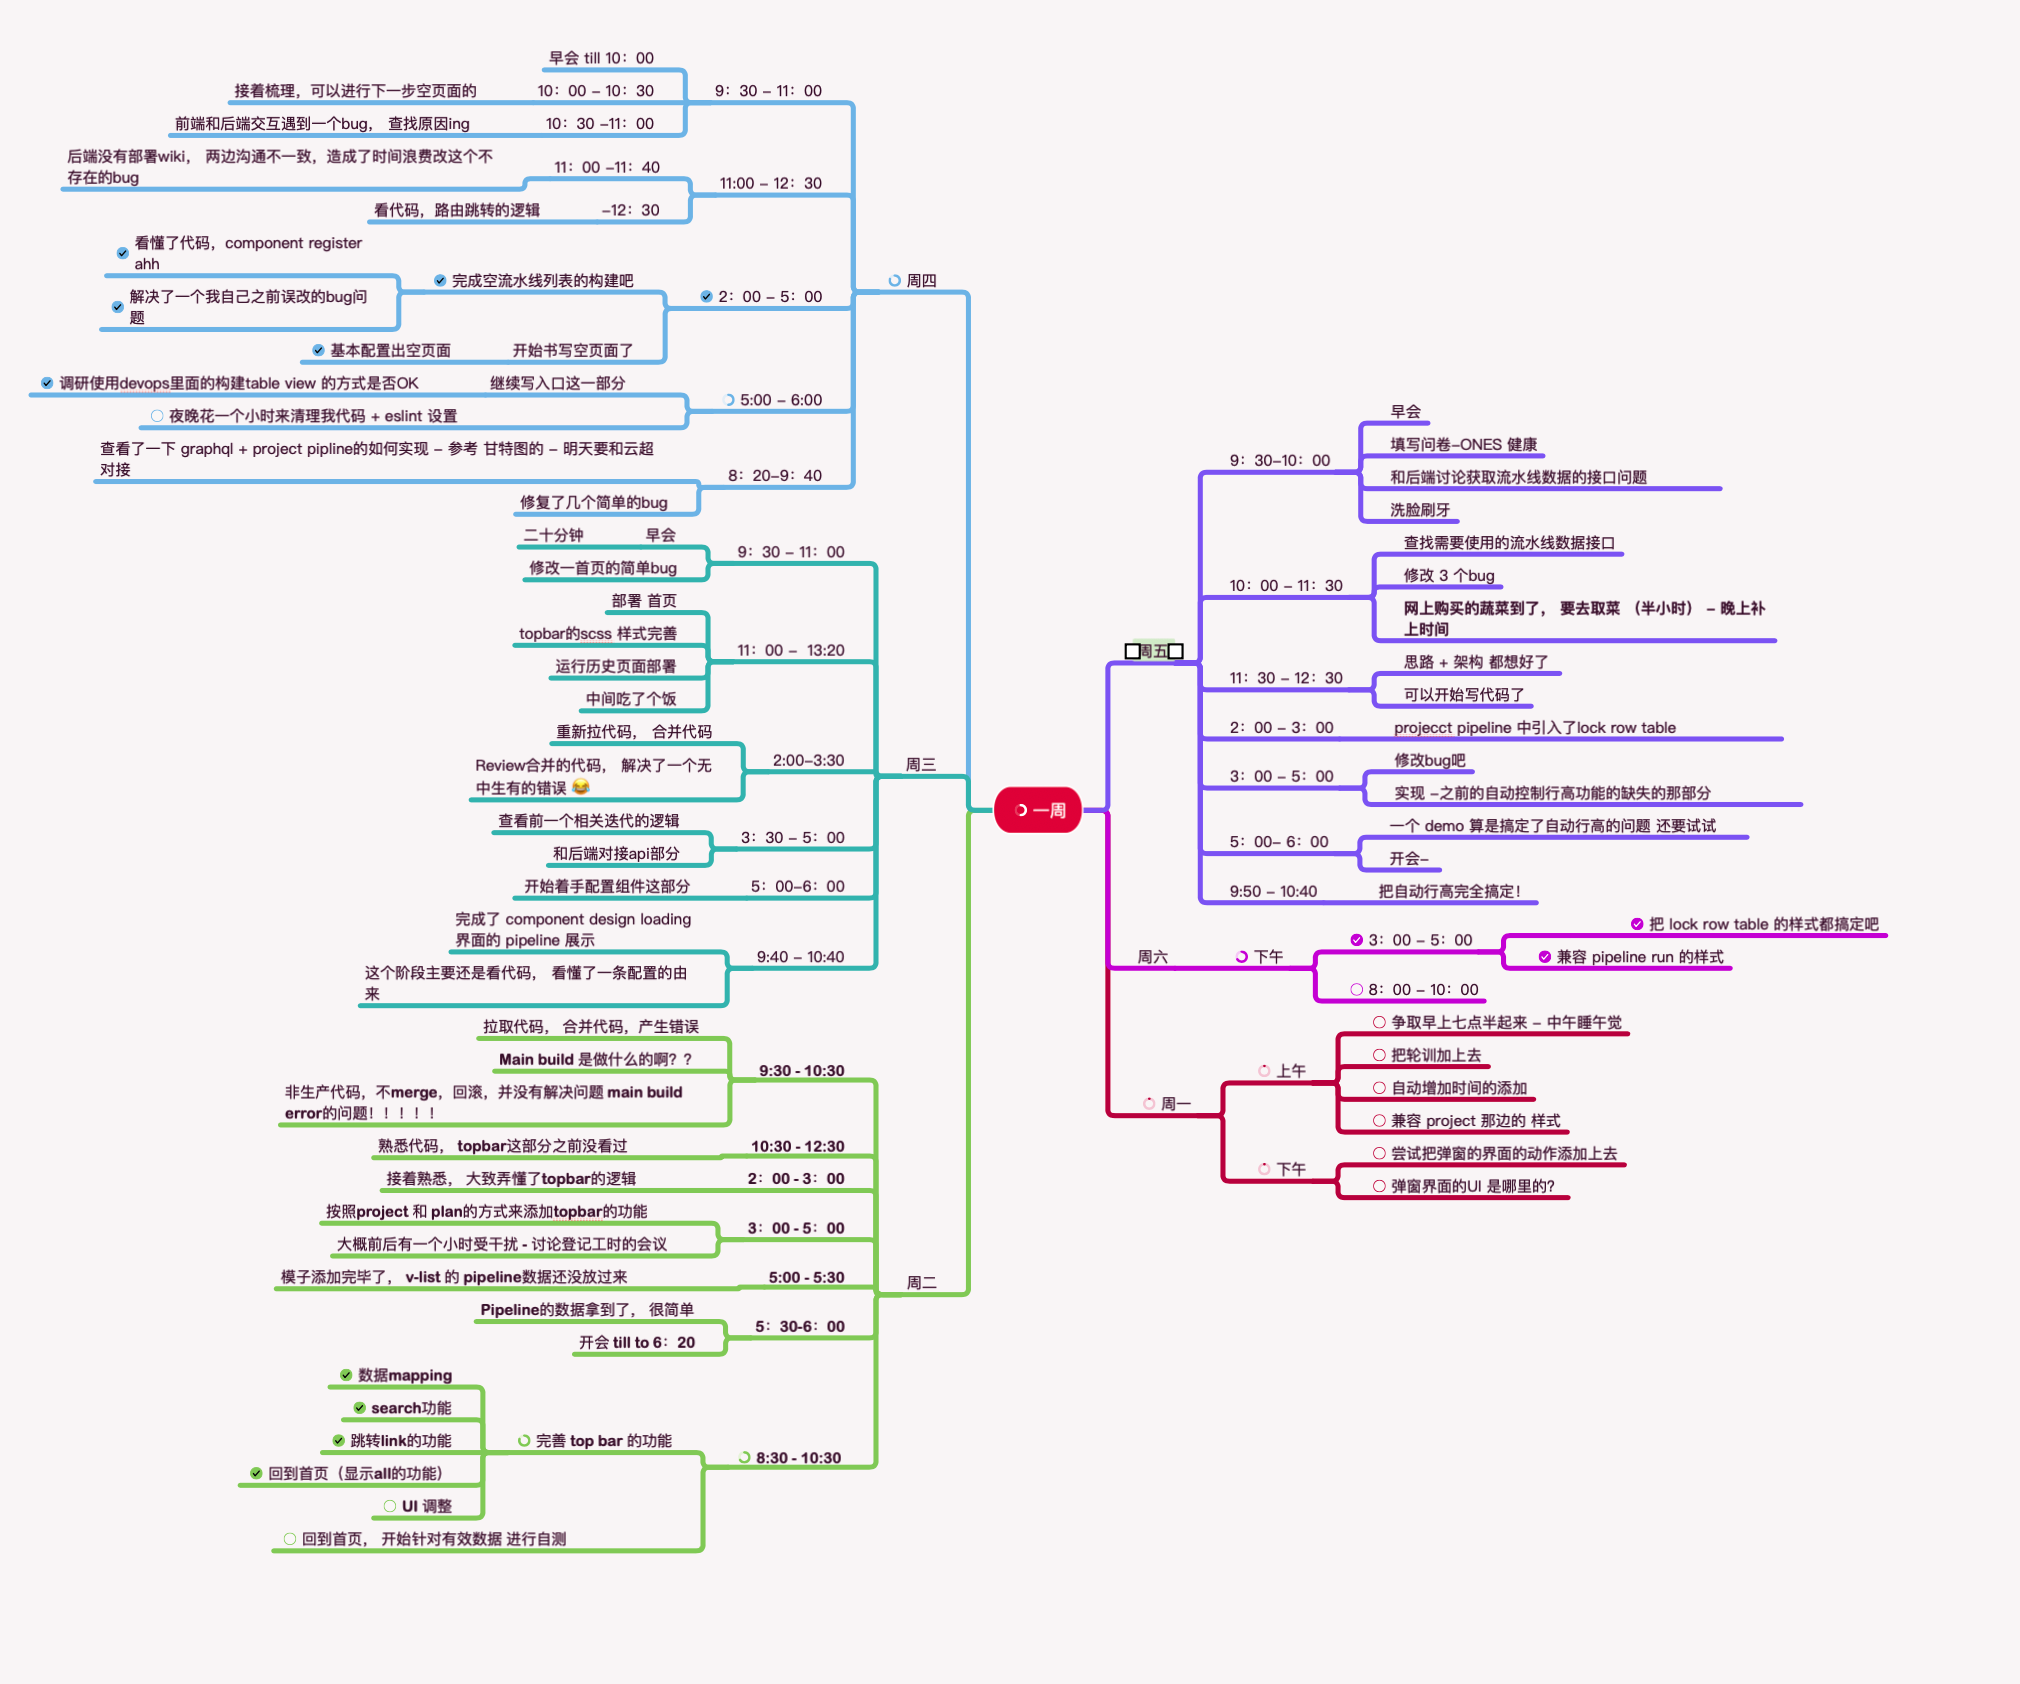 一周
周四
9：30 – 11：00
早会 till 10：00
10：00 – 10：30
接着梳理，可以进行下一步空页面的
10：30 –11：00
前端和后端交互遇到一个bug， 查找原因ing
11:00 – 12：30
11：00 –11：40
后端没有部署wiki， 两边沟通不一致，造成了时间浪费改这个不
存在的bug
–12：30
看代码，路由跳转的逻辑
2：00 – 5：00
完成空流水线列表的构建吧
看懂了代码，component register
ahh
解决了一个我自己之前误改的bug问
题
开始书写空页面了
基本配置出空页面
5:00 – 6:00
继续写入口这一部分
调研使用devops里面的构建table view 的方式是否OK
夜晚花一个小时来清理我代码 + eslint 设置
8：20–9：40
查看了一下 graphql + project pipline的如何实现 – 参考 甘特图的 – 明天要和云超
对接
修复了几个简单的bug
周三
9：30 – 11：00
早会
二十分钟
修改一首页的简单bug
11：00 – 13:20
部署 首页
topbar的scss 样式完善
运行历史页面部署
中间吃了个饭
2:00–3:30
重新拉代码， 合并代码
Review合并的代码， 解决了一个无
中生有的错误 😂
3：30 – 5：00
查看前一个相关迭代的逻辑
和后端对接api部分
5：00–6：00
开始着手配置组件这部分
9:40 – 10:40
完成了 component design loading
界面的 pipeline 展示
这个阶段主要还是看代码， 看懂了一条配置的由
来
周二
9:30 - 10:30
拉取代码， 合并代码，产生错误
Main build 是做什么的啊？？
非生产代码，不merge，回滚，并没有解决问题 main build
error的问题！！！！！
10:30 - 12:30
熟悉代码， topbar这部分之前没看过
2：00 - 3：00
接着熟悉， 大致弄懂了topbar的逻辑
3：00 - 5：00
按照project 和 plan的方式来添加topbar的功能
大概前后有一个小时受干扰 - 讨论登记工时的会议
5:00 - 5:30
模子添加完毕了， v-list 的 pipeline数据还没放过来
5：30-6：00
Pipeline的数据拿到了， 很简单
开会 till to 6：20
8:30 - 10:30
完善 top bar 的功能
数据mapping
search功能
跳转link的功能
回到首页（显示all的功能）
UI 调整
回到首页， 开始针对有效数据 进行自测
周五
9：30–10：00
早会
填写问卷–ONES 健康
和后端讨论获取流水线数据的接口问题
洗脸刷牙
10：00 – 11：30
查找需要使用的流水线数据接口
修改 3 个bug
网上购买的蔬菜到了， 要去取菜 （半小时） – 晚上补
上时间
11：30 – 12：30
思路 + 架构 都想好了
可以开始写代码了
2：00 – 3：00
projecct pipeline 中引入了lock row table
3：00 – 5：00
修改bug吧
实现 –之前的自动控制行高功能的缺失的那部分
5：00– 6：00
一个 demo 算是搞定了自动行高的问题 还要试试
开会–
9:50 – 10:40
把自动行高完全搞定！
周六
下午
3：00 – 5：00
把 lock row table 的样式都搞定吧
兼容 pipeline run 的样式
8：00 – 10：00
周一
上午
争取早上七点半起来 – 中午睡午觉
把轮训加上去
自动增加时间的添加
兼容 project 那边的 样式
下午
尝试把弹窗的界面的动作添加上去
弹窗界面的UI 是哪里的？